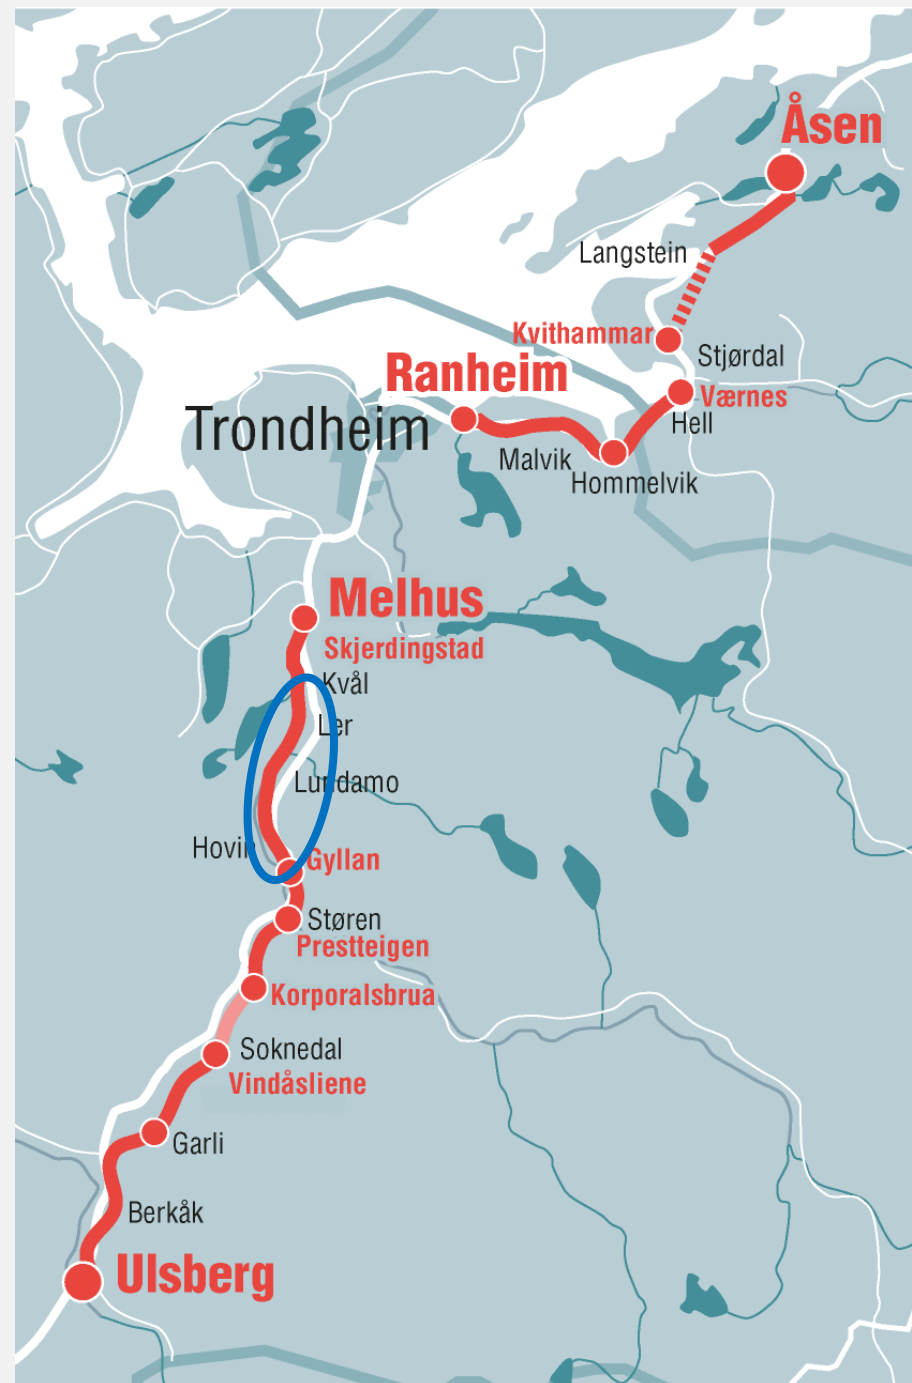 Åsen
Langstein
Kvithammar
Stjørdal
Ranheim
Værnes
Trondheim
Hell
Malvik
Hommelvik
Melhus
Skjerdingstad
Kvål
Ler
Lundamo
Hovin
Gyllan
Støren
Prestteigen
Korporalsbrua
Soknedal
Vindåsliene
Garli
Berkåk
Ulsberg